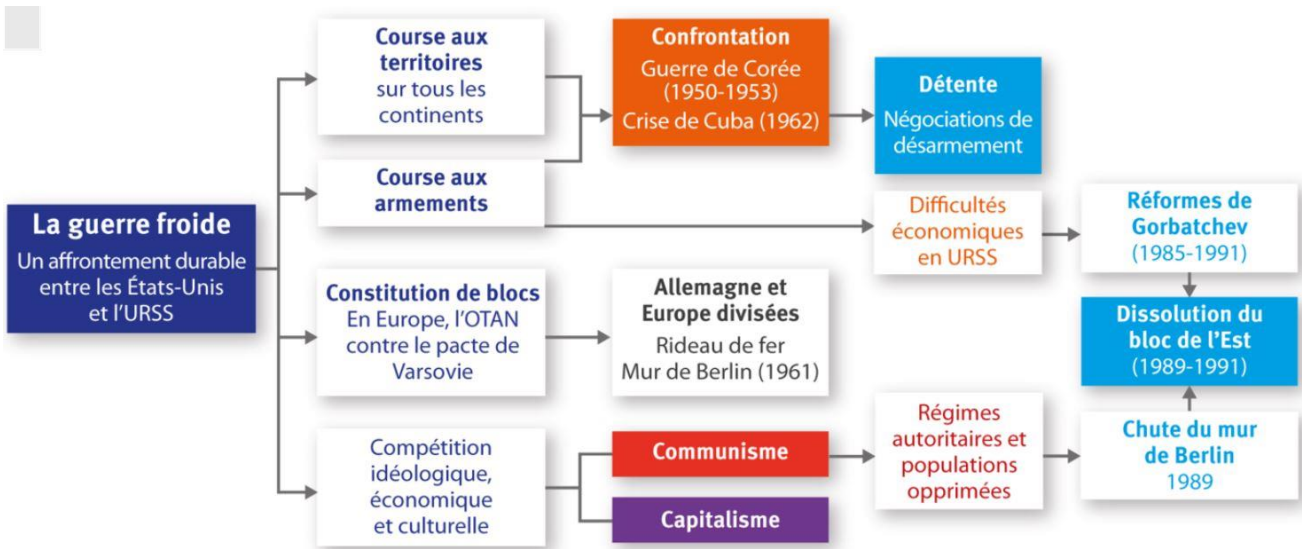 La guerre froide
Un affrontement durable
entre les États-Unis
et l'URSS
Course aux
territoires
sur tous les
continents
Course aux
armements
Confrontation
Guerre de Corée
(1950-1953)
Crise de Cuba (1962)
Détente
Négociations de
désarmement
Difficultés
économiques
en URSS
Réformes de
Gorbatchev
(1985-1991)
Constitution de blocs
En Europe, l'OTAN
contre le pacte de
Varsovie
Allemagne et
Europe divisées
Rideau de fer
Mur de Berlin (1961)
Dissolution du
bloc de l'Est
(1989-1991)
Compétition
idéologique,
économique
et culturelle
Communisme
Capitalisme
Régimes
autoritaires et
populations
opprimées
Chute du mur
de Berlin
1989